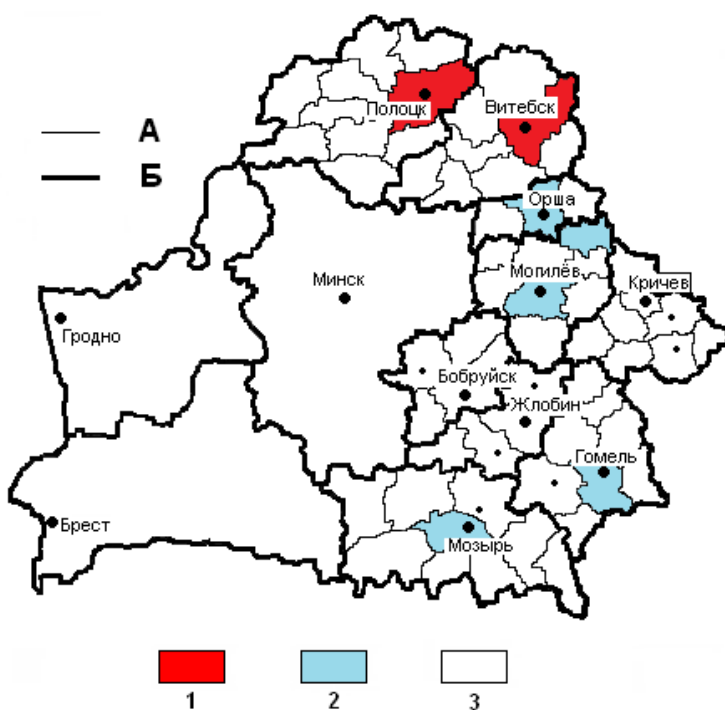 Полоцк
Витебск
А
Б
Орша
Могилёв
Кричев
Минск
Гродно
Бобруйск
Жлобин
Гомель
Брест
Мозырь
1
2
3